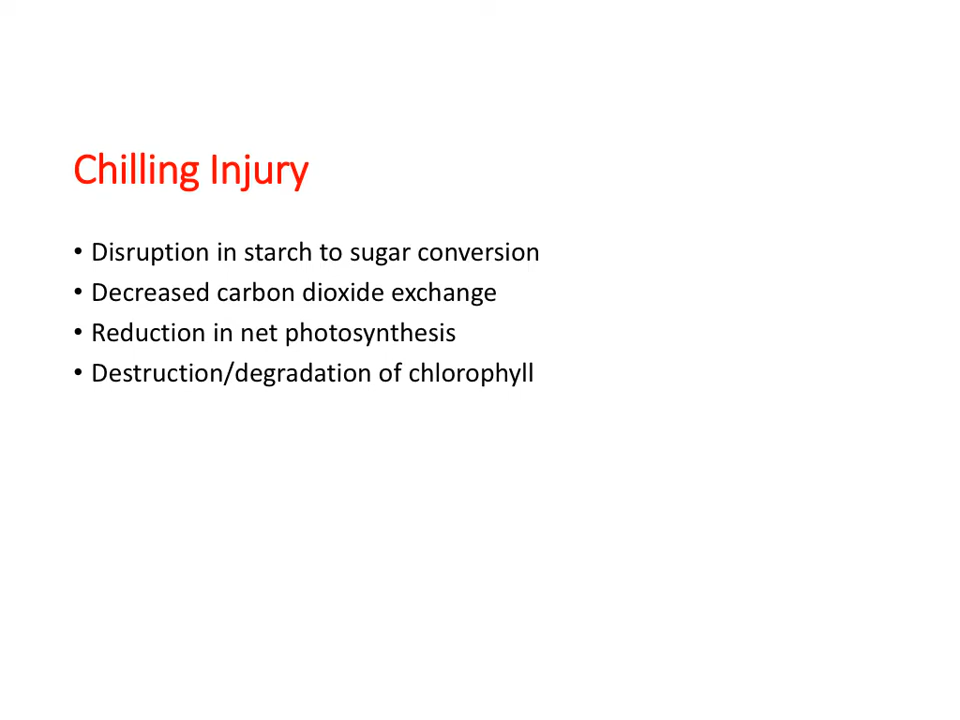 Chilling Injury
• Disruption in starch to sugar conversion
• Decreased carbon dioxide exchange
• Reduction in net photosynthesis
• Destruction/degradation of chlorophyll